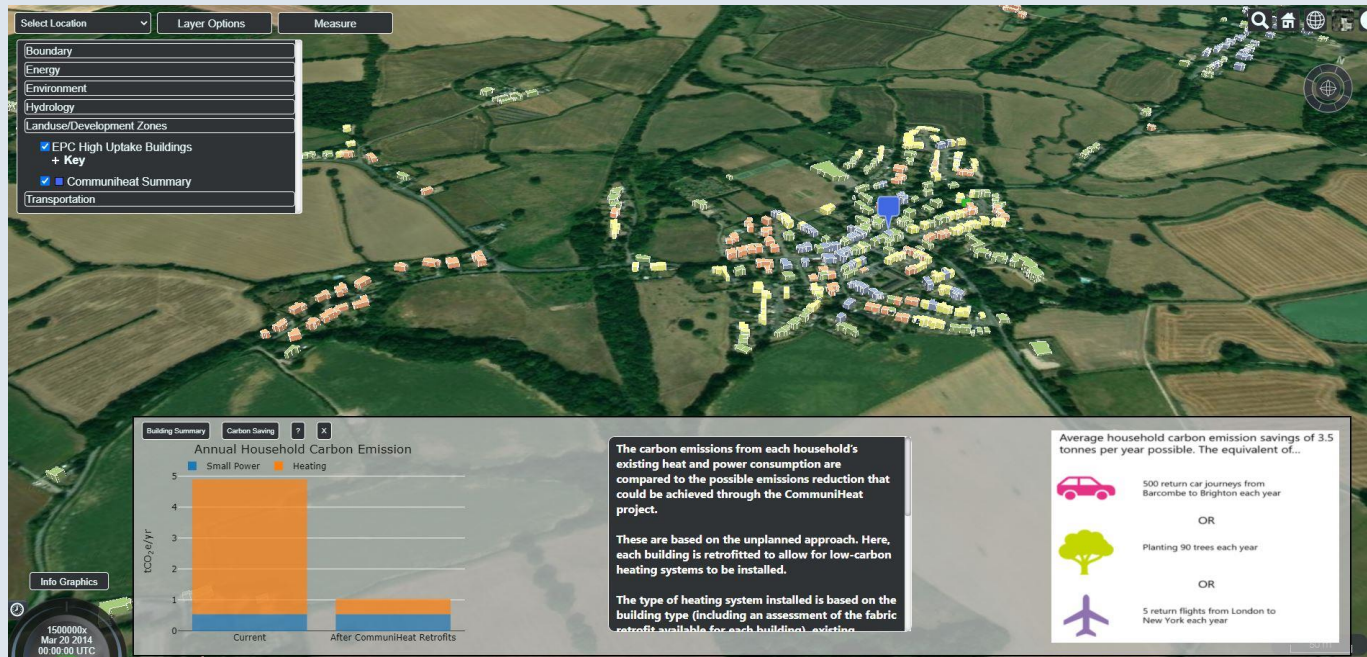 Select Location
Layer Options
Measure
Boundary
Energy
Environment
Hydrology
Landuse/Development Zones
EPC High Uptake Buildings
+ Key
Communiheat Summary
Transportation
N
Building Summary
Carbon Saving
?
X
Annual Household Carbon Emission
Small Power
Heating
5
4
3
2
1
0
tCO2e/yr
Current
After CommuniHeat Retrofits
The carbon emissions from each household's
existing heat and power consumption are
compared to the possible emissions reduction that
could be achieved through the CommuniHeat
project.
These are based on the unplanned approach. Here,
each building is retrofitted to allow for low-carbon
heating systems to be installed.
The type of heating system installed is based on the
building type (including an assessment of the fabric
retrofit available for each building), existing
Average household carbon emission savings of 3.5
tonnes per year possible. The equivalent of...
500 return car journeys from
Barcombe to Brighton each year
OR
Planting 90 trees each year
OR
5 return flights from London to
New York each year
Info Graphics
1500000x
Mar 20 2014
00:00:00 UTC